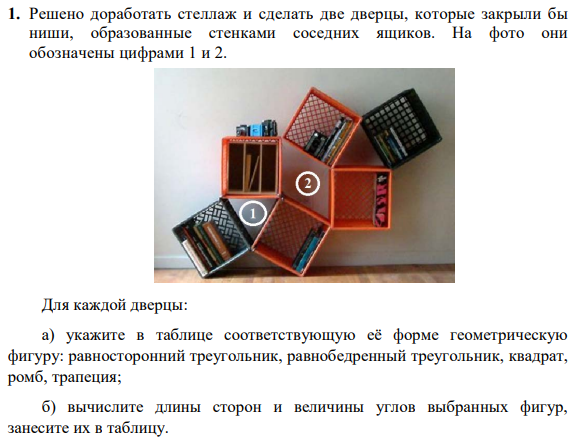 1. Решено доработать стеллаж и сделать две дверцы, которые закрыли бы
ниши, образованные стенками соседних ящиков. На фото они
обозначены цифрами 1 и 2.
2
1
Для каждой дверцы:
а) укажите в таблице соответствующую её форме геометрическую
фигуру: равносторонний треугольник, равнобедренный треугольник, квадрат,
ромб, трапеция;
б) вычислите длины сторон и величины углов выбранных фигур,
занесите их в таблицу.